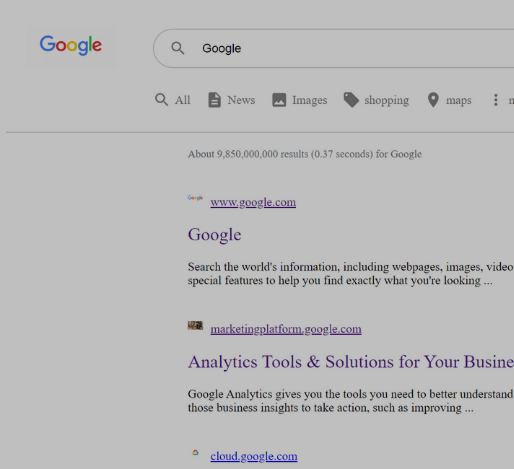 Google
Google
All News Images shopping maps
About 9,850,000,000 results (0.37 seconds) for Google
Google www.google.com
Google
Search the world's information, including webpages, images, video
special features to help you find exactly what you're looking ...
marketingplatform.google.com
Analytics Tools & Solutions for Your Busine
Google Analytics gives you the tools you need to better understand
those business insights to take action, such as improving ...
cloud.google.com